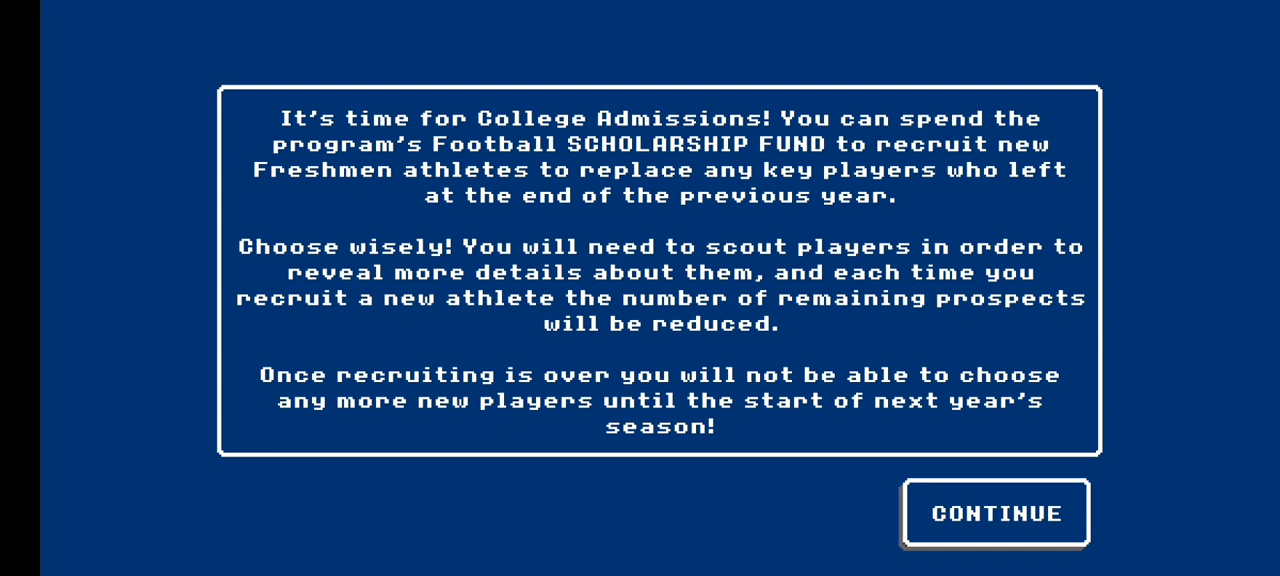 It's time for College Admissions! You can spend the
program's Football SCHOLARSHIP FUND to recruit new
Freshmen athletes to replace any key players who left
at the end of the previous year.
Choose wisely! You will need to scout players in order to
reveal more details about them, and each time you
recruit a new athlete the number of remaining prospects
will be reduced.
Once recruiting is over you will not be able to choose
any more new players until the start of next year's
season!
CONTINUE